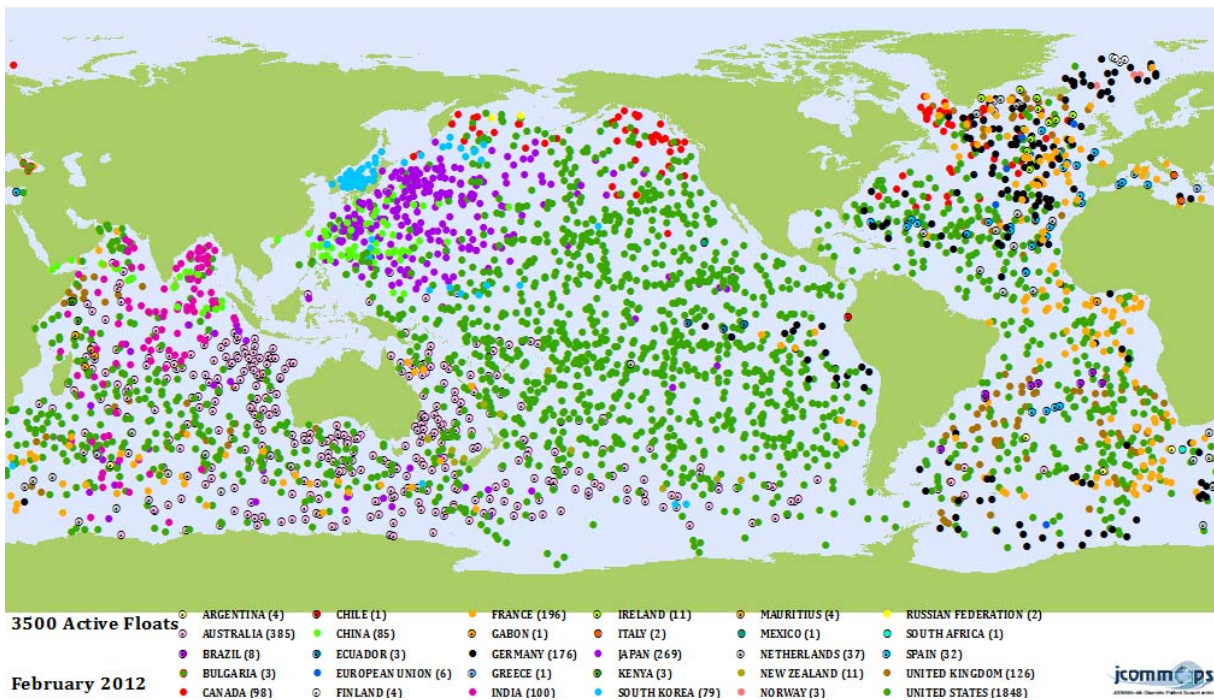 3500 Active Floats
February 2012
ARGENTINA (4) CHILE (1) FRANCE (196) IRELAND (11) MAURITIUS (4) RUSSIAN FEDERATION (2)
AUSTRALIA (385) CHINA (85) GABON (1) ITALY (2) MEXICO (1) SOUTH AFRICA (1)
BRAZIL (8) ECUADOR (3) GERMANY (176) JAPAN (269) NETHERLANDS (37) SPAIN (32)
BULGARIA (3) EUROPEAN UNION (6) GREECE (1) KENYA (3) NEW ZEALAND (11) UNITED KINGDOM (126)
CANADA (98) FINLAND (4) INDIA (100) SOUTH KOREA (79) NORWAY (3) UNITED STATES (1848)
jcommops